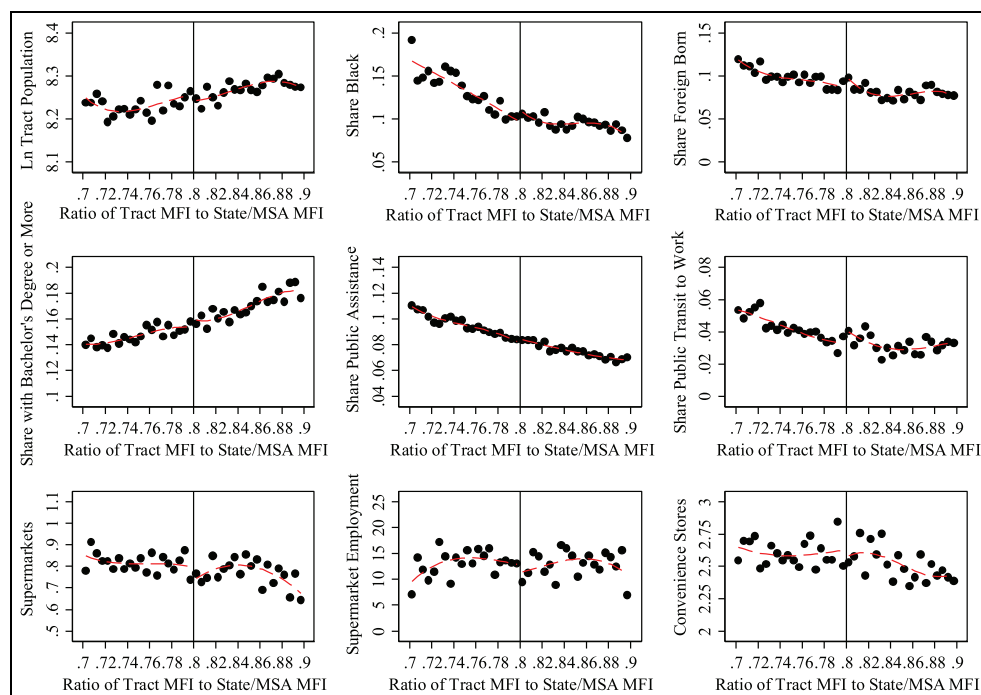 Ln Tract Population
8.1 8.2 8.3 8.4
.7 .72.74.76.78 .8 .82.84.86.88 .9
Ratio of Tract MFI to State/MSA MFI
Share Black
.05 .1 .15 .2
.7 .72.74.76.78 .8 .82.84.86.88 .9
Ratio of Tract MFI to State/MSA MFI
Share Foreign Born
0 .05 .1 .15
.7 .72.74.76.78 .8 .82.84.86.88 .9
Ratio of Tract MFI to State/MSA MFI
Share with Bachelor's Degree or More
.1 .12 .14 .16 .18 .2
.7 .72.74.76.78 .8 .82.84.86.88 .9
Ratio of Tract MFI to State/MSA MFI
Share Public Assistance
.04 .06 .08 .1 .12 .14
.7 .72.74.76.78 .8 .82.84.86.88 .9
Ratio of Tract MFI to State/MSA MFI
Share Public Transit to Work
0 .02 .04 .06 .08
.7 .72.74.76.78 .8 .82.84.86.88 .9
Ratio of Tract MFI to State/MSA MFI
Supermarkets
.5 .6 .7 .8 .9 1 1.1
.7 .72.74.76.78 .8 .82.84.86.88 .9
Ratio of Tract MFI to State/MSA MFI
Supermarket Employment
0 5 10 15 20 25
.7 .72.74.76.78 .8 .82.84.86.88 .9
Ratio of Tract MFI to State/MSA MFI
Convenience Stores
2 2.25 2.5 2.75 3
.7 .72.74.76.78 .8 .82.84.86.88 .9
Ratio of Tract MFI to State/MSA MFI